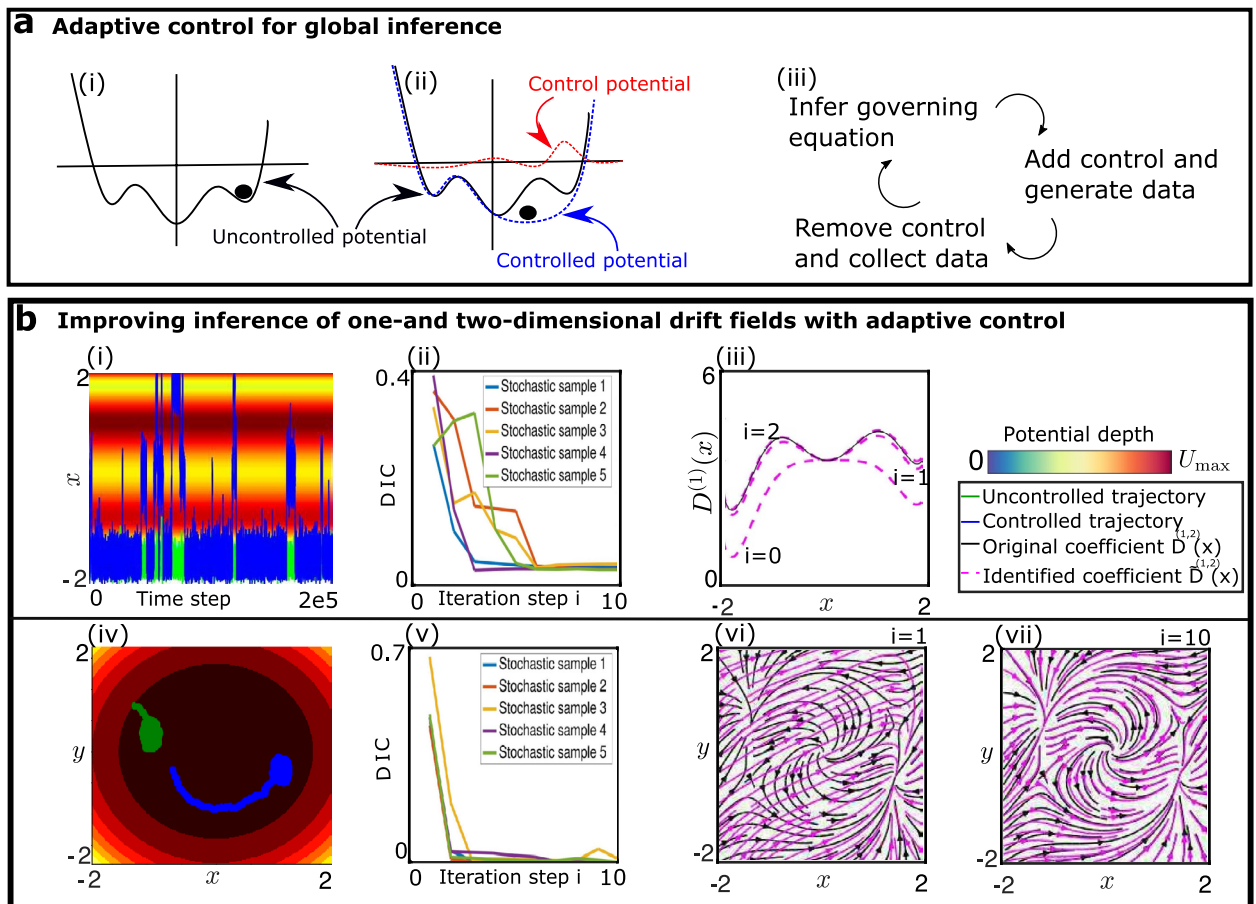 a Adaptive control for global inference
(i)
(ii)
(iii)
Control potential
Infer governing
equation
Add control and
generate data
Remove control
and collect data
Uncontrolled potential
Controlled potential
b Improving inference of one-and two-dimensional drift fields with adaptive control
(i)
2
x
-2
0
Time step
2e5
(ii)
0.4
DIC
0
Stochastic sample 1
Stochastic sample 2
Stochastic sample 3
Stochastic sample 4
Stochastic sample 5
0
Iteration step i
10
(iii)
6
D^{(1)}(x)
0
i=2
i=1
i=0
-2
x
2
Potential depth
0
U_{max}
Uncontrolled trajectory
Controlled trajectory
Original coefficient D^{(1,2)}(x)
Identified coefficient D̃^{(1,2)}(x)
(iv)
2
y
-2
-2
x
2
(v)
0.7
DIC
0
Stochastic sample 1
Stochastic sample 2
Stochastic sample 3
Stochastic sample 4
Stochastic sample 5
0
Iteration step i
10
(vi)
i=1
2
y
-2
-2
x
2
(vii)
i=10
2
y
-2
-2
x
2